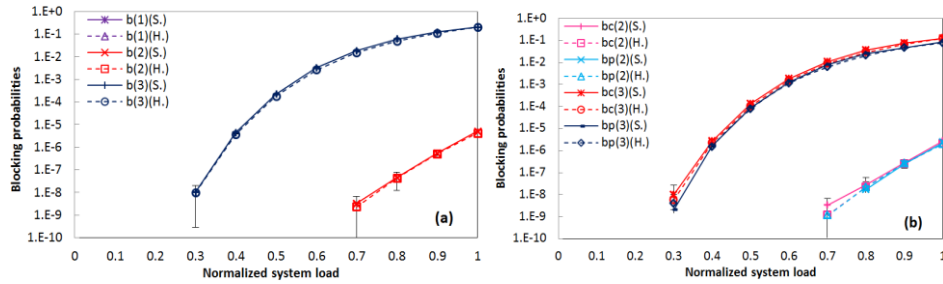 1.E+0
1.E-1
1.E-2
1.E-3
1.E-4
1.E-5
1.E-6
1.E-7
1.E-8
1.E-9
1.E-10
Blocking probabilities
b(1)(S.)
b(1)(H.)
b(2)(S.)
b(2)(H.)
b(3)(S.)
b(3)(H.)
(a)
0 0.1 0.2 0.3 0.4 0.5 0.6 0.7 0.8 0.9 1
Normalized system load
1.E+0
1.E-1
1.E-2
1.E-3
1.E-4
1.E-5
1.E-6
1.E-7
1.E-8
1.E-9
1.E-10
Blocking probabilities
bc(2)(S.)
bc(2)(H.)
bp(2)(S.)
bp(2)(H.)
bc(3)(S.)
bc(3)(H.)
bp(3)(S.)
bp(3)(H.)
(b)
0 0.1 0.2 0.3 0.4 0.5 0.6 0.7 0.8 0.9 1
Normalized system load